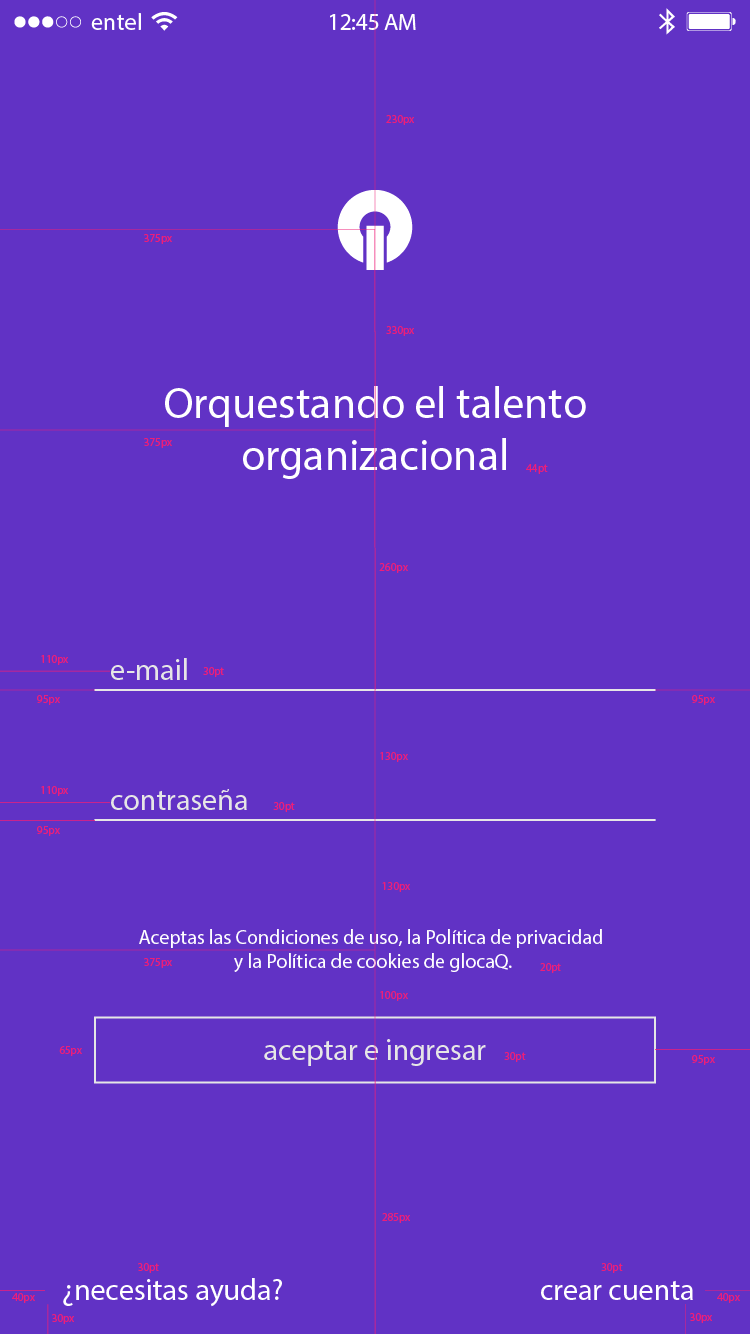 entel 12:45 AM
230px
375px
330px
Orquestando el talento
375px
organizacional 44pt
260px
110px e-mail 30pt
95px 95px
130px
110px contraseña 30pt
95px
130px
Aceptas las Condiciones de uso, la Política de privacidad
y la Política de cookies de glocaQ.
375px 20pt
100px
65px aceptar e ingresar 30pt 95px
285px
30pt 30pt
¿necesitas ayuda? crear cuenta
40px 40px
30px 30px